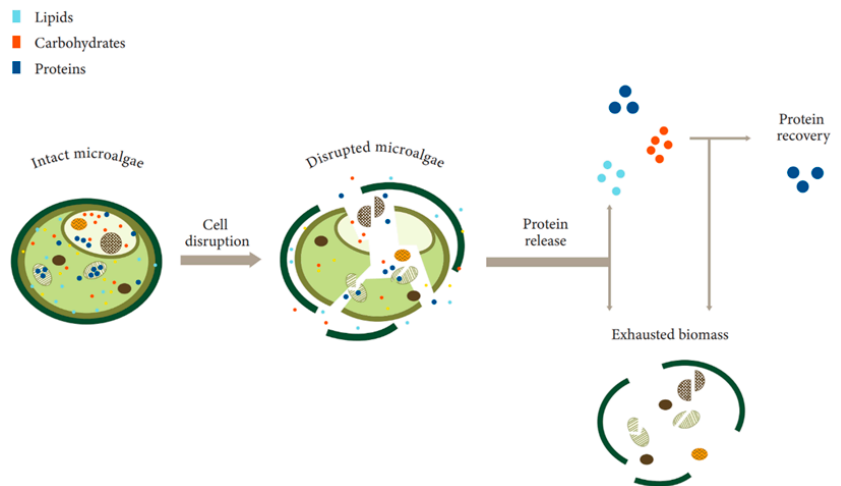 Lipids
Carbohydrates
Proteins
Intact microalgae
Cell
disruption
Disrupted microalgae
Protein
release
Protein
recovery
Exhausted biomass